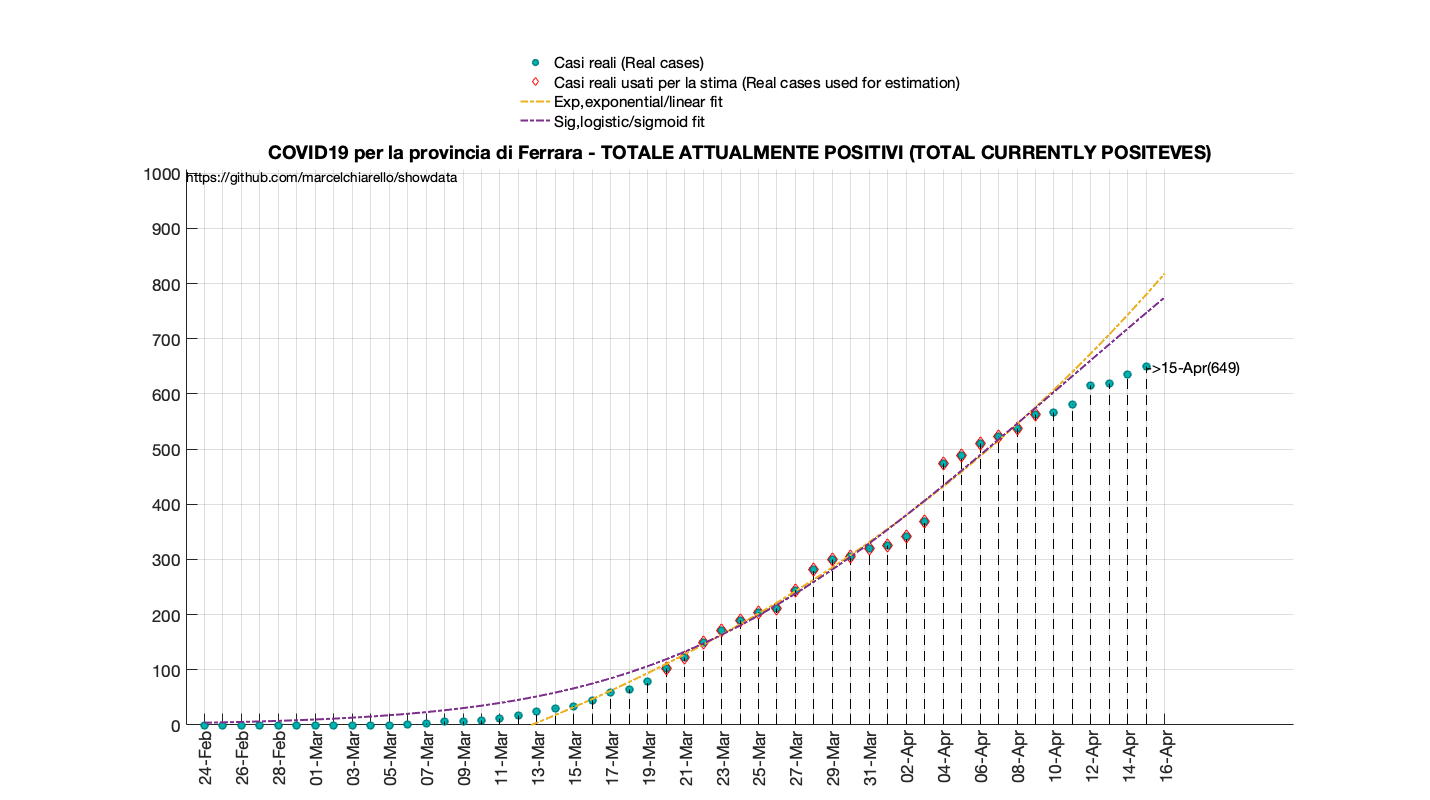 Casi reali (Real cases)
Casi reali usati per la stima (Real cases used for estimation)
Exp,exponential/linear fit
Sig,logistic/sigmoid fit
COVID19 per la provincia di Ferrara - TOTALE ATTUALMENTE POSITIVI (TOTAL CURRENTLY POSITEVES)
https://github.com/marcelchiarello/showdata
1000
900
800
700
600
500
400
300
200
100
0
->15-Apr(649)
24-Feb
26-Feb
28-Feb
01-Mar
03-Mar
05-Mar
07-Mar
09-Mar
11-Mar
13-Mar
15-Mar
17-Mar
19-Mar
21-Mar
23-Mar
25-Mar
27-Mar
29-Mar
31-Mar
02-Apr
04-Apr
06-Apr
08-Apr
10-Apr
12-Apr
14-Apr
16-Apr